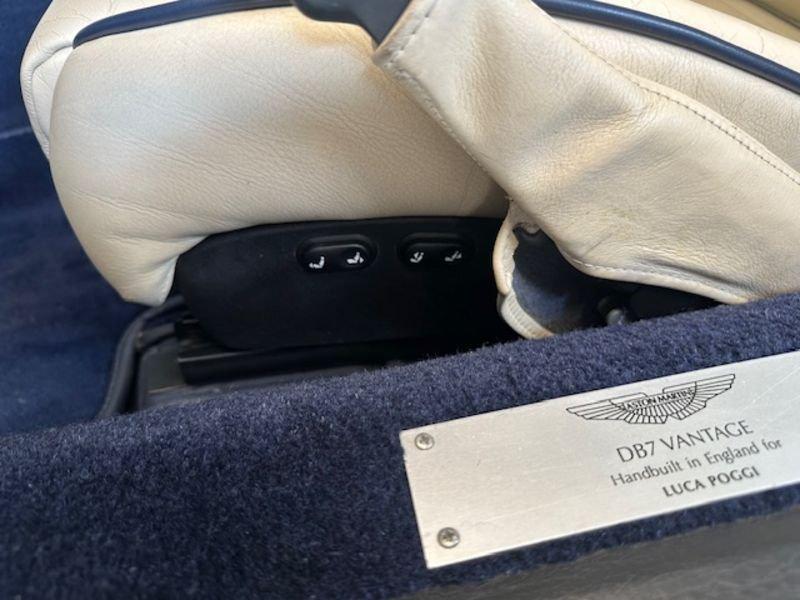 ASTON MARTIN
DB7 VANTAGE
Handbuilt in England for
LUCA POGGI